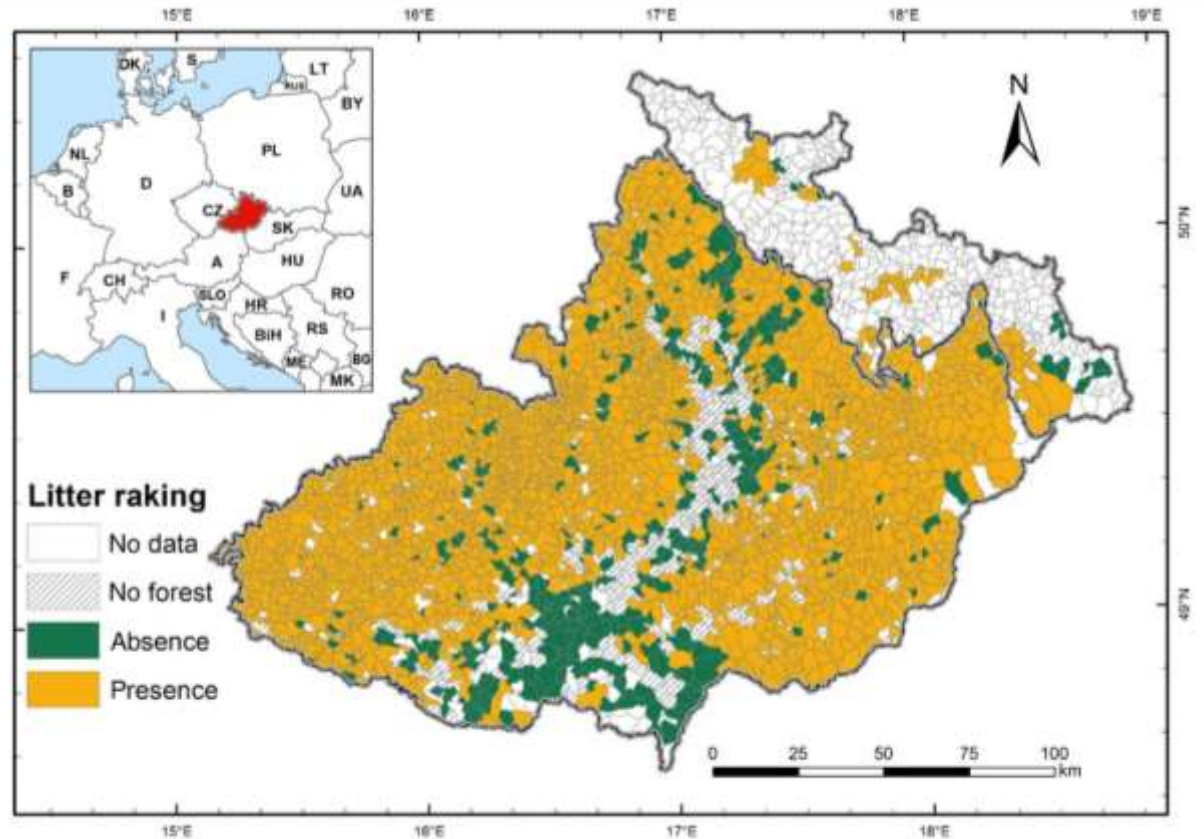 15°E 16°E 17°E 18°E 19°E
DK S LT
RUS
BY
NL PL
B D UA
CZ
SK
F CH A HU
SLO RO
I HR
BiH RS
ME BG
MK
N
50°N
49°N
Litter raking
No data
No forest
Absence
Presence
0 25 50 75 100
km
15°E 16°E 17°E 18°E